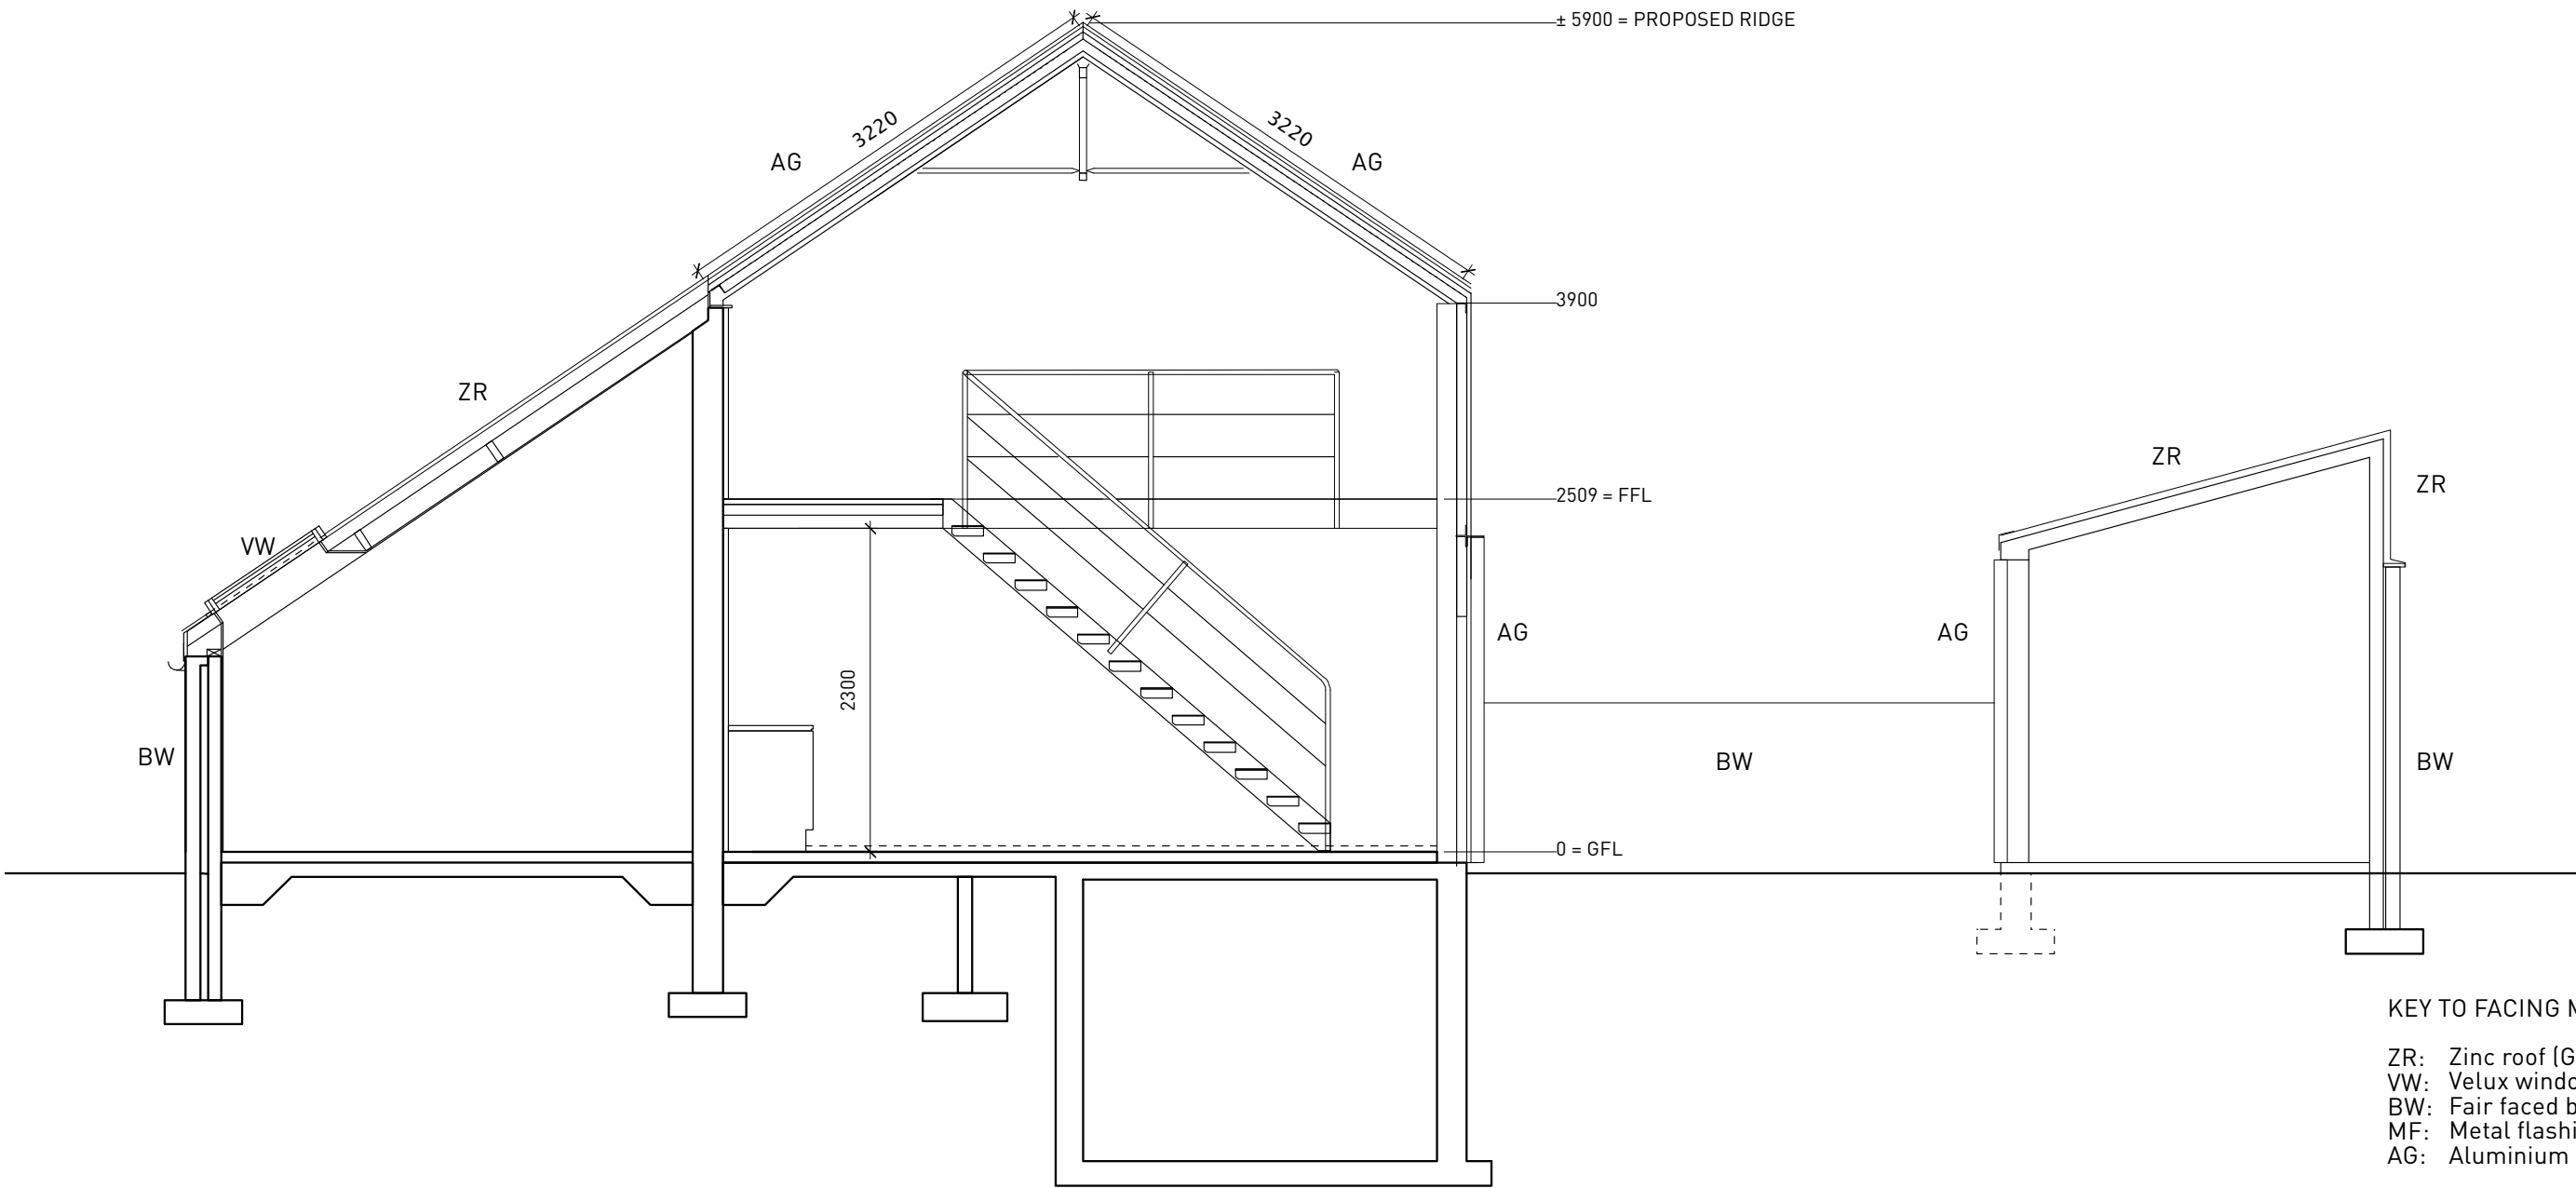 ± 5900 = PROPOSED RIDGE
3220
3220
AG
AG
3900
ZR
ZR
ZR
2509 = FFL
VW
AG
AG
2300
BW
BW
BW
0 = GFL
KEY TO FACING
ZR: Zinc roof
VW: Velux
BW: Fair faced
MF: Metal
AG: Aluminium